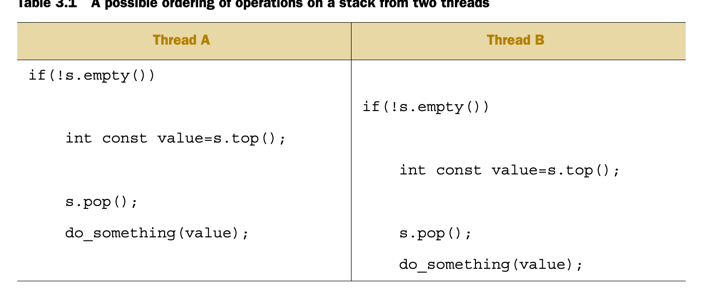 Table 3.1 A possible ordering of operations on a stack from two threads
Thread A Thread B
if(!s.empty())
if(!s.empty())
int const value=s.top();
int const value=s.top();
s.pop();
do_something(value); s.pop();
do_something(value);